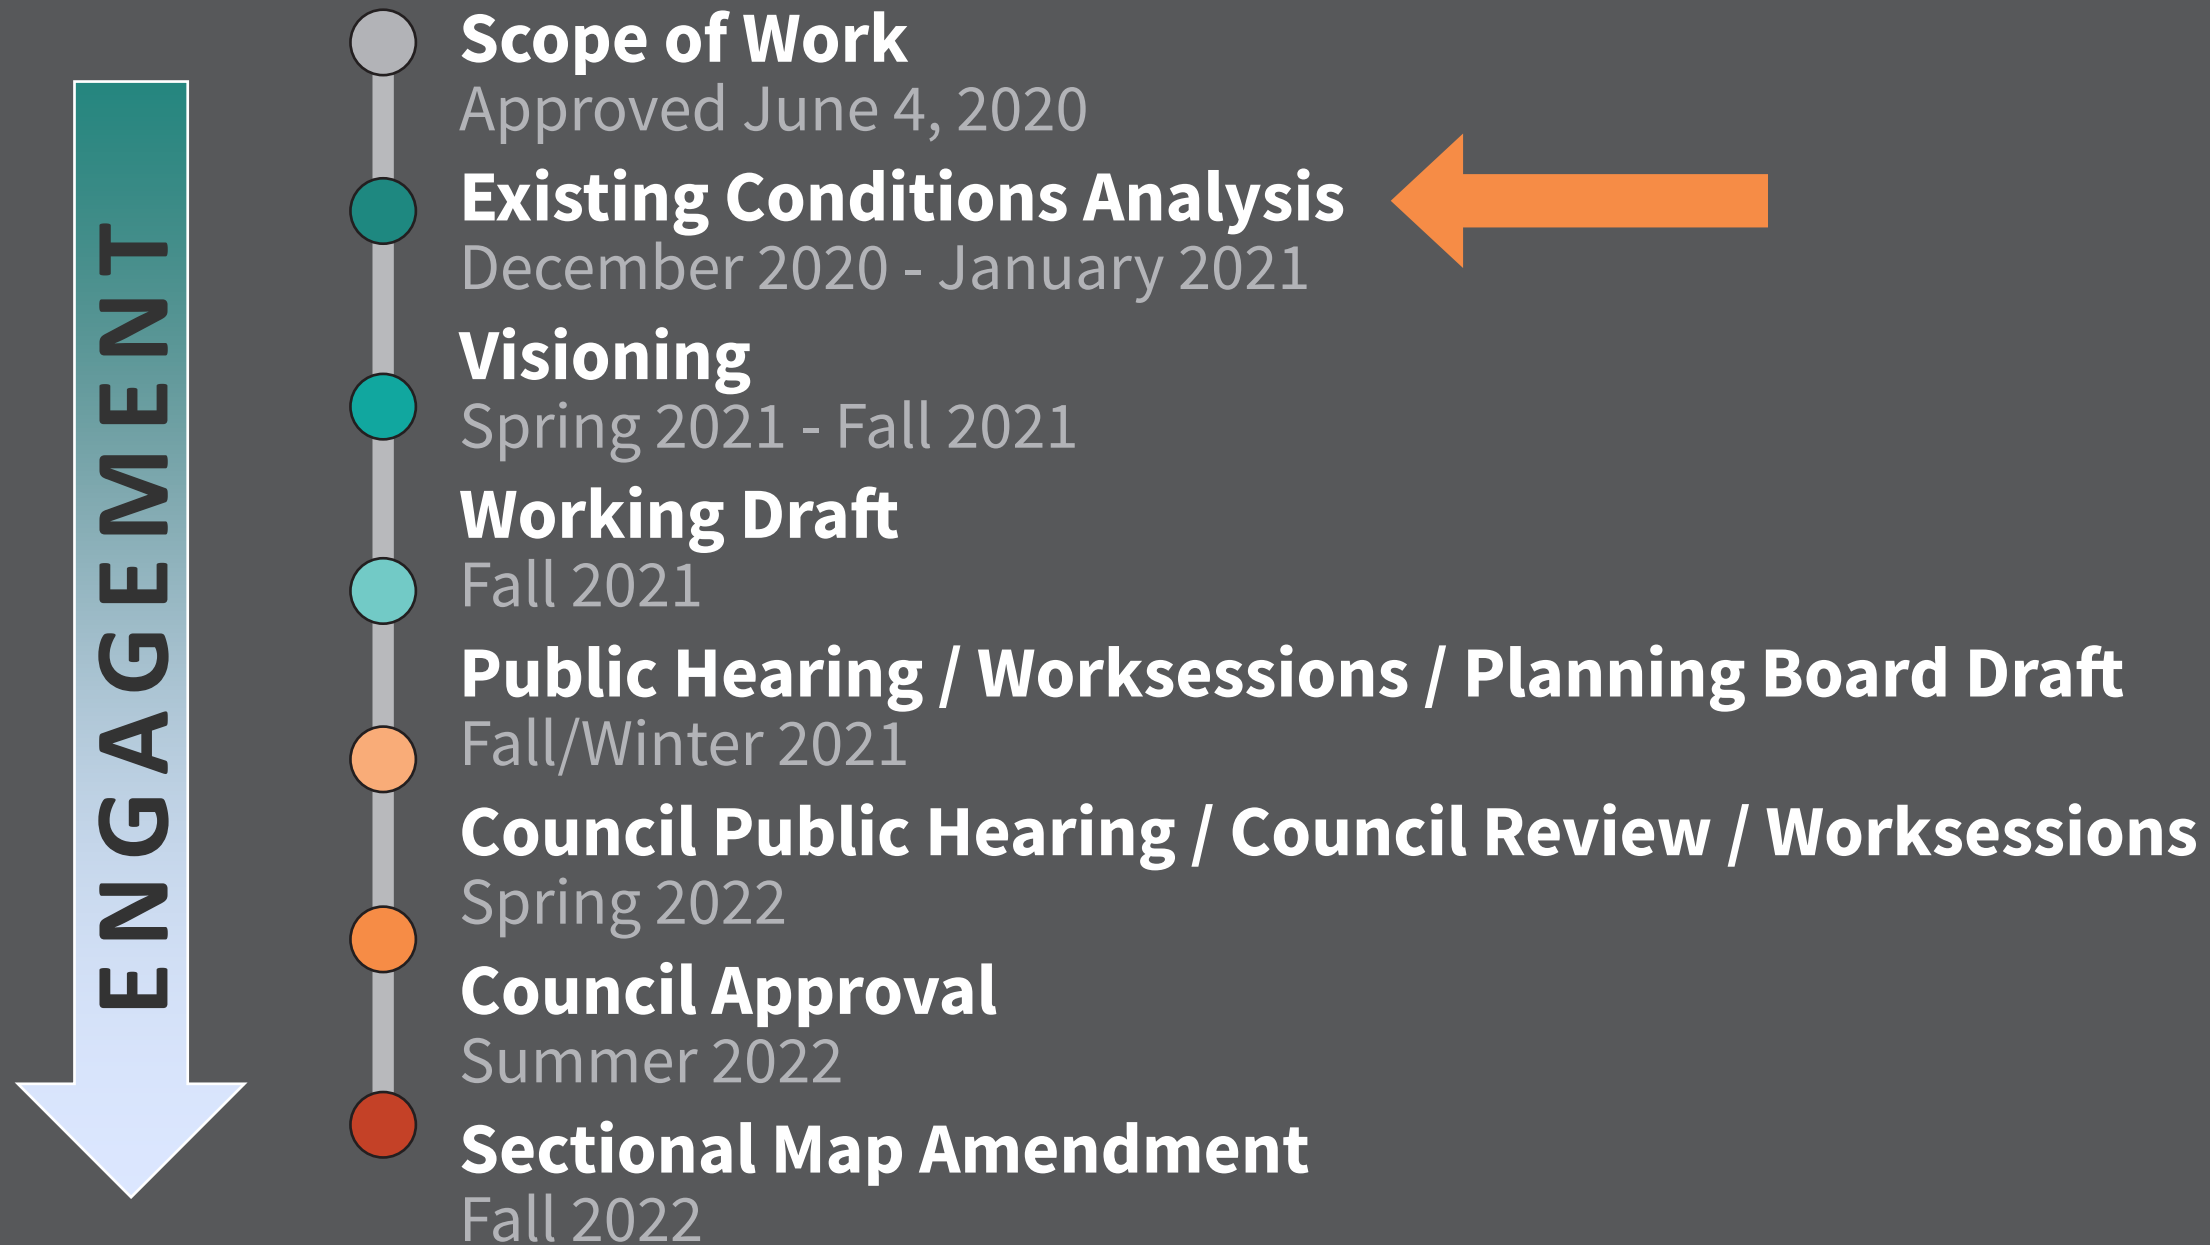 ENGAGEMENT
Scope of Work
Approved June 4, 2020
Existing Conditions Analysis
December 2020 - January 2021
Visioning
Spring 2021 - Fall 2021
Working Draft
Fall 2021
Public Hearing / Worksessions / Planning Board Draft
Fall/Winter 2021
Council Public Hearing / Council Review / Worksessions
Spring 2022
Council Approval
Summer 2022
Sectional Map Amendment
Fall 2022